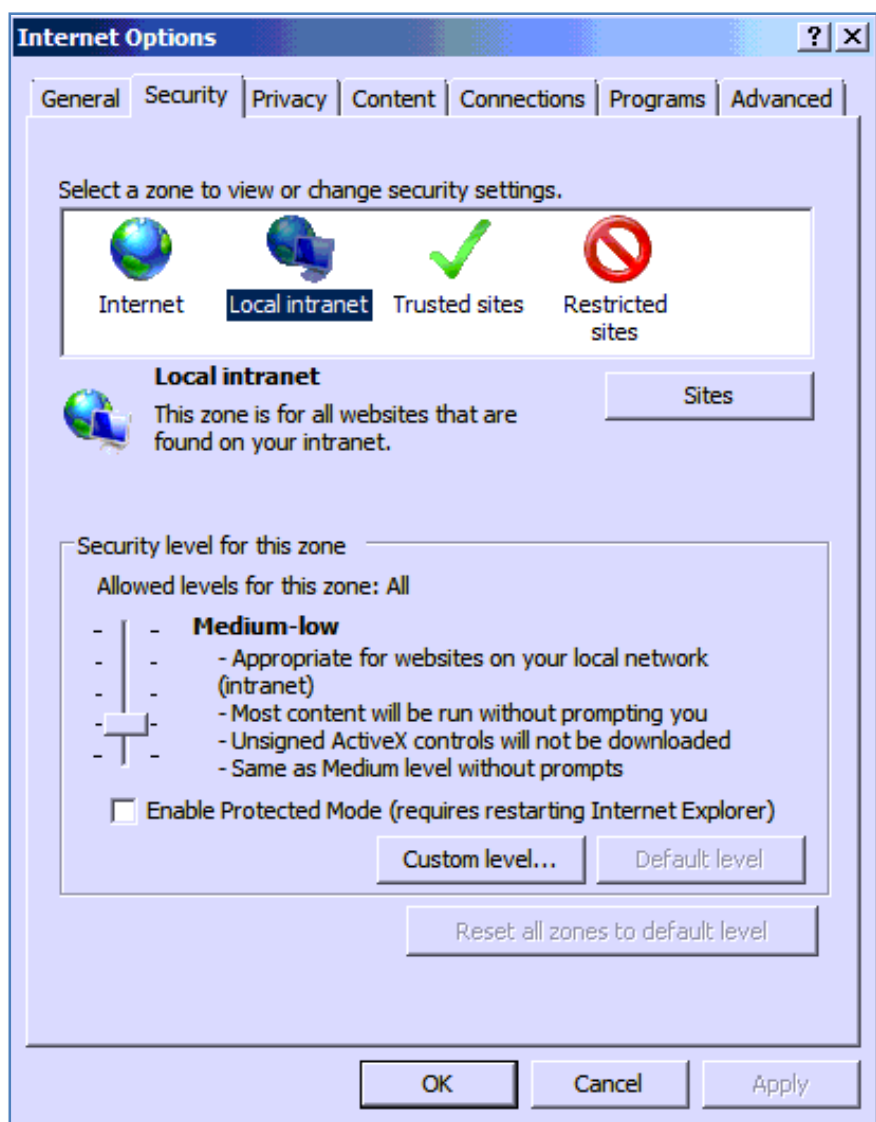 Internet Options
General Security Privacy Content Connections Programs Advanced
Select a zone to view or change security settings.
Internet Local intranet Trusted sites Restricted
sites
Local intranet
Sites
This zone is for all websites that are
found on your intranet.
Security level for this zone
Allowed levels for this zone: All
Medium-low
- Appropriate for websites on your local network
(intranet)
- Most content will be run without prompting you
- Unsigned ActiveX controls will not be downloaded
- Same as Medium level without prompts
Enable Protected Mode (requires restarting Internet Explorer)
Custom level... Default level
Reset all zones to default level
OK Cancel Apply